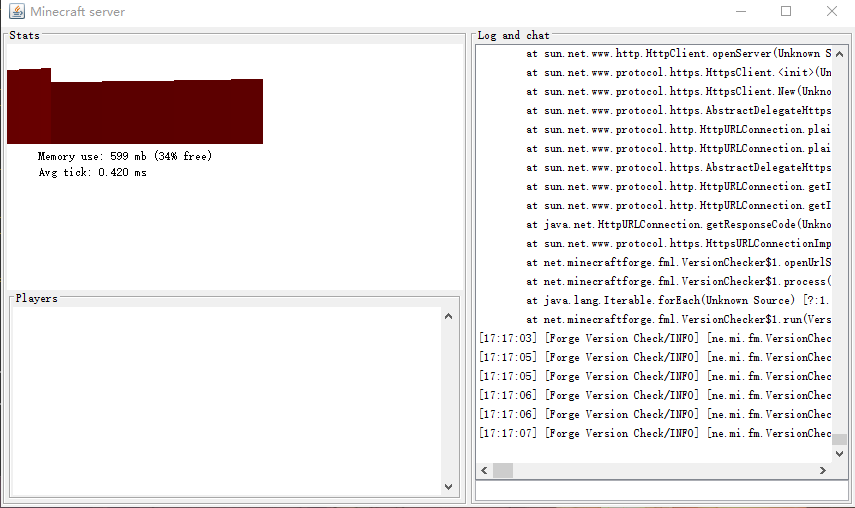 Minecraft server
Stats
Memory use: 599 mb (34% free)
Avg tick: 0.420 ms
Players
Log and chat
at sun.net.www.http.HttpClient.openServer(Unknown S
at sun.net.www.protocol.https.HttpsClient.<init>(Un
at sun.net.www.protocol.https.HttpsClient.New(Unkno
at sun.net.www.protocol.https.AbstractDelegateHttps
at sun.net.www.protocol.http.HttpURLConnection.plai
at sun.net.www.protocol.http.HttpURLConnection.plai
at sun.net.www.protocol.https.AbstractDelegateHttps
at sun.net.www.protocol.http.HttpURLConnection.getI
at sun.net.www.protocol.http.HttpURLConnection.getI
at java.net.HttpURLConnection.getResponseCode(Unkno
at sun.net.www.protocol.https.HttpsURLConnectionImp
at net.minecraftforge.fml.VersionChecker$1.openUrlS
at net.minecraftforge.fml.VersionChecker$1.process(
at java.lang.Iterable.forEach(Unknown Source) [?:1.
at net.minecraftforge.fml.VersionChecker$1.run(Vers
[17:17:03] [Forge Version Check/INFO] [ne.mi.fm.VersionChec
[17:17:05] [Forge Version Check/INFO] [ne.mi.fm.VersionChec
[17:17:05] [Forge Version Check/INFO] [ne.mi.fm.VersionChec
[17:17:06] [Forge Version Check/INFO] [ne.mi.fm.VersionChec
[17:17:06] [Forge Version Check/INFO] [ne.mi.fm.VersionChec
[17:17:07] [Forge Version Check/INFO] [ne.mi.fm.VersionChec